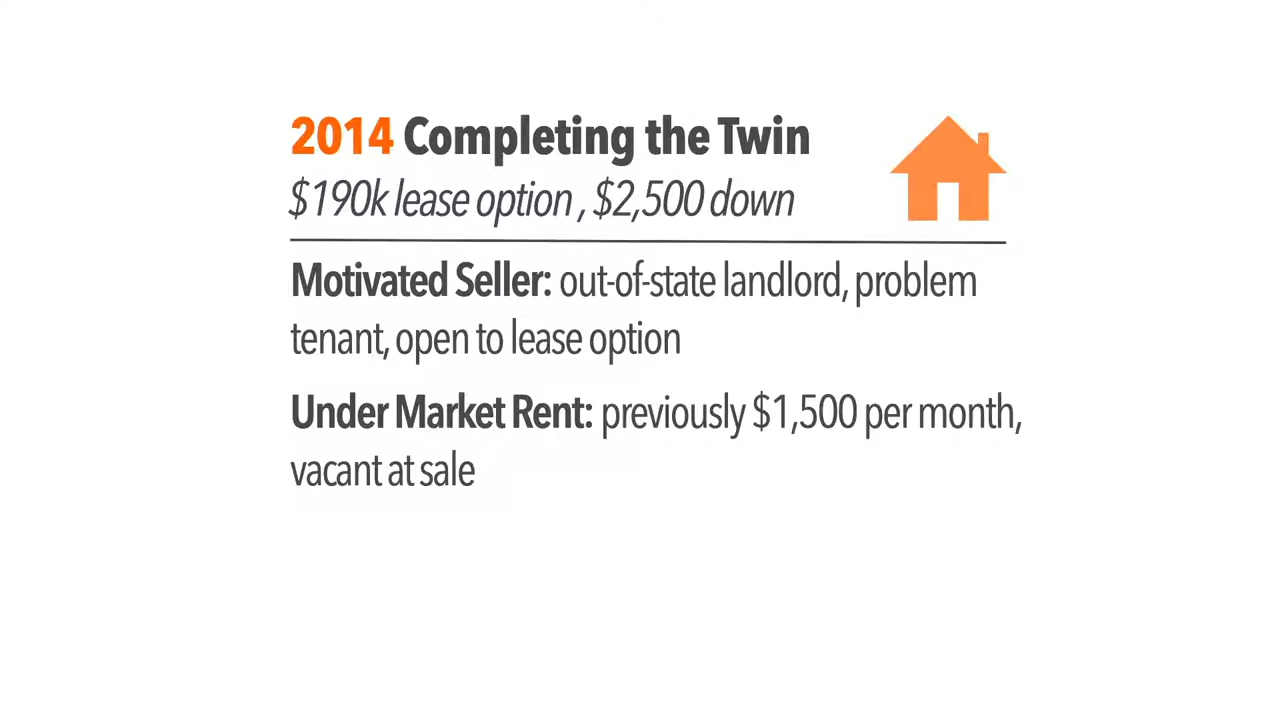 2014 Completing the Twin
$190k lease option , $2,500 down
Motivated Seller: out-of-state landlord, problem
tenant, open to lease option
Under Market Rent: previously $1,500 per month,
vacant at sale